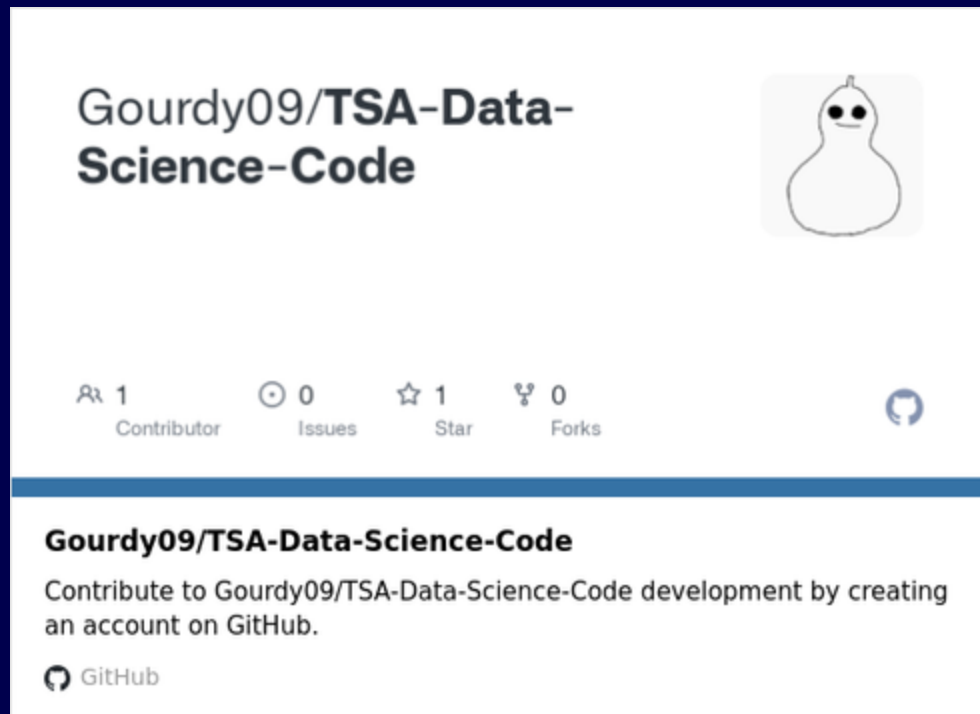 Gourdy09/TSA-Data-
Science-Code
1
Contributor
0
Issues
1
Star
0
Forks
Gourdy09/TSA-Data-Science-Code
Contribute to Gourdy09/TSA-Data-Science-Code development by creating
an account on GitHub.
GitHub